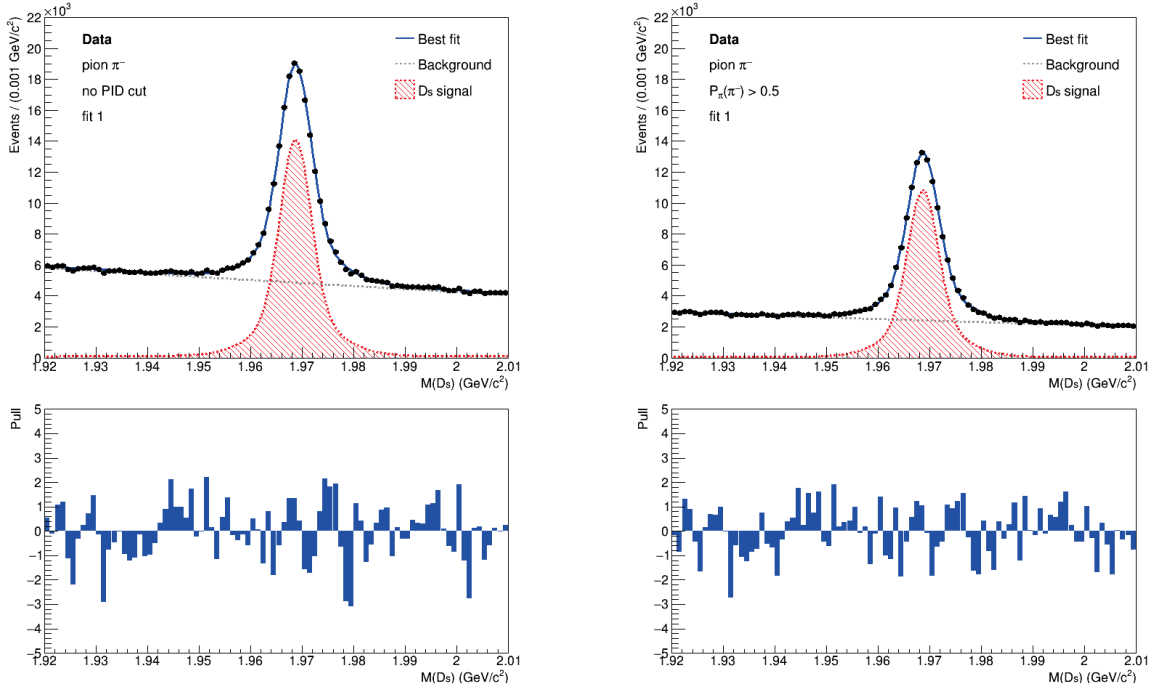 ×10³
22
20
18
16
14
12
10
8
6
4
2
0
Events / (0.001 GeV/c²)
Data
pion π⁻
no PID cut
fit 1
Best fit
Background
Ds signal
1.92 1.93 1.94 1.95 1.96 1.97 1.98 1.99 2 2.01
M(Ds) (GeV/c²)
×10³
22
20
18
16
14
12
10
8
6
4
2
0
Events / (0.001 GeV/c²)
Data
pion π⁻
P_π(π⁻) > 0.5
fit 1
Best fit
Background
Ds signal
1.92 1.93 1.94 1.95 1.96 1.97 1.98 1.99 2 2.01
M(Ds) (GeV/c²)
Pull
5
4
3
2
1
0
−1
−2
−3
−4
−5
1.92 1.93 1.94 1.95 1.96 1.97 1.98 1.99 2 2.01
M(Ds) (GeV/c²)
Pull
5
4
3
2
1
0
−1
−2
−3
−4
−5
1.92 1.93 1.94 1.95 1.96 1.97 1.98 1.99 2 2.01
M(Ds) (GeV/c²)